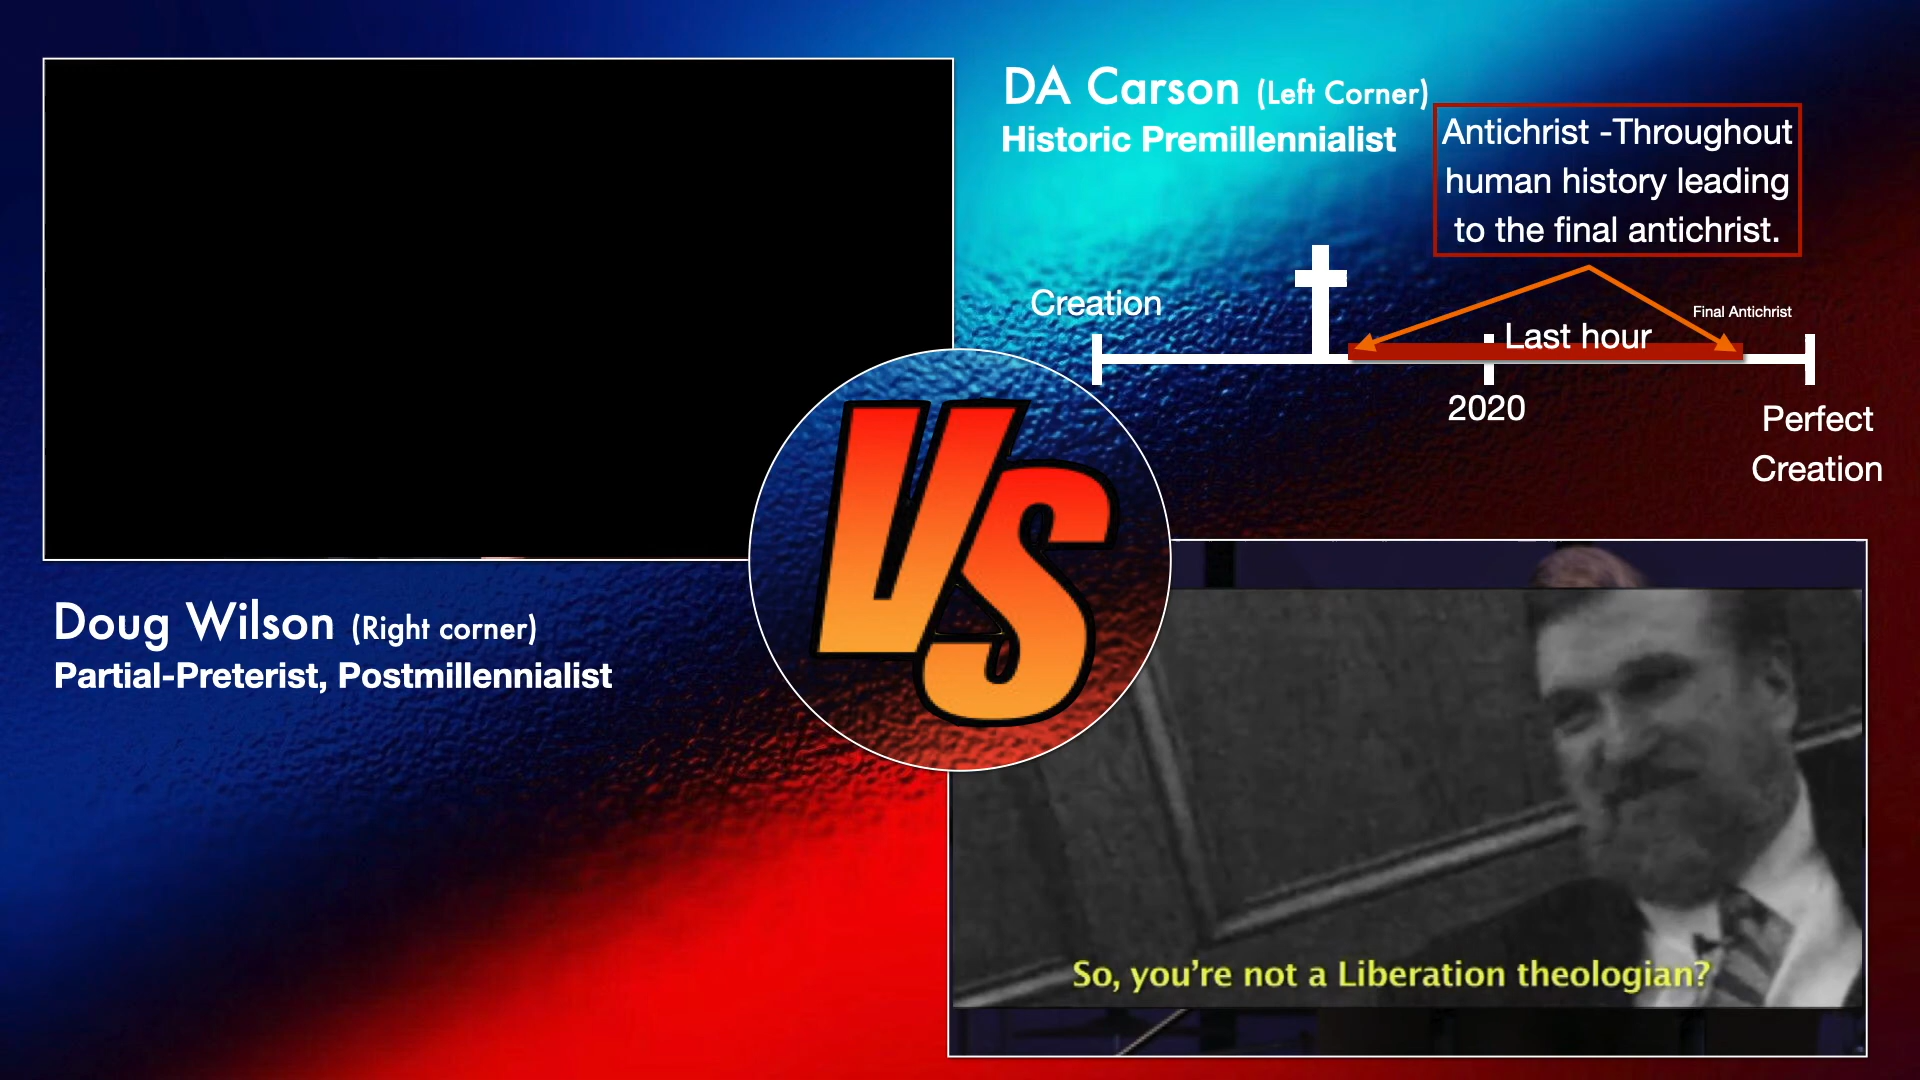 DA Carson (Left Corner)
Historic Premillennialist
Antichrist -Throughout
human history leading
to the final antichrist.
Creation
Final Antichrist
Last hour
2020
Perfect
Creation
VS
Doug Wilson (Right corner)
Partial-Preterist, Postmillennialist
So, you're not a Liberation theologian?